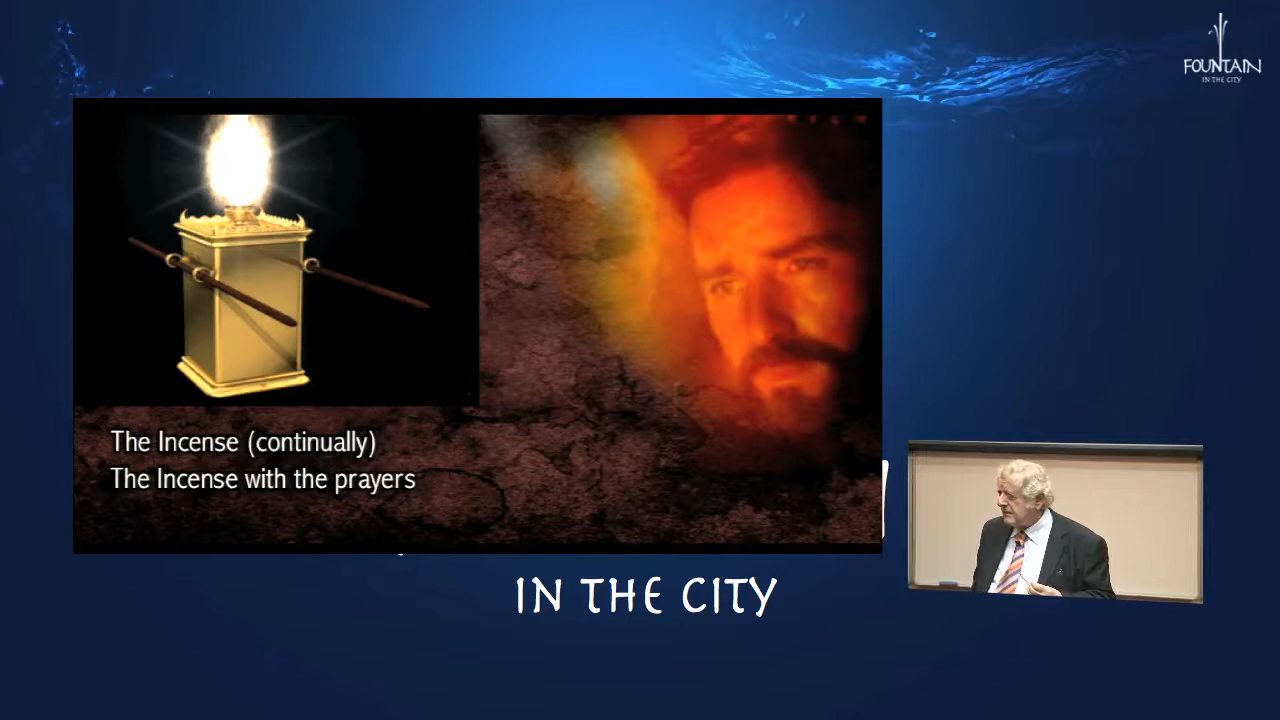 FOUNTAIN
IN THE CITY
The Incense (continually)
The Incense with the prayers
IN THE CITY